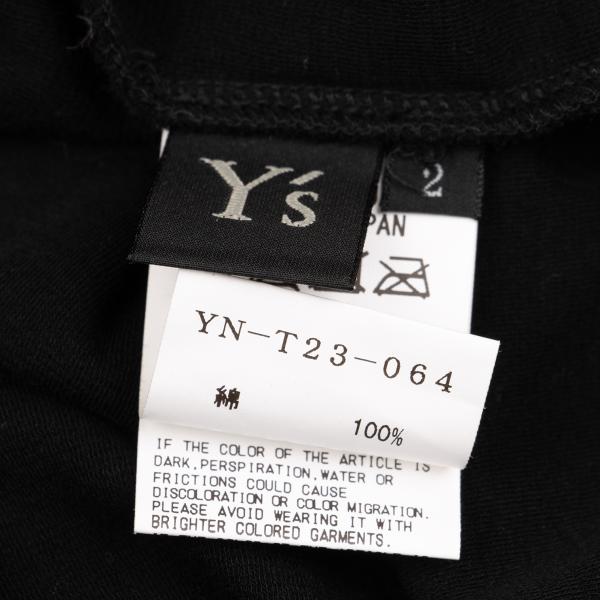 Y's
2
PAN
YN-T23-064
綿
100%
IF THE COLOR OF THE ARTICLE IS
DARK, PERSPIRATION, WATER OR
FRICTIONS COULD CAUSE
DISCOLORATION OR COLOR MIGRATION.
PLEASE AVOID WEARING IT WITH
BRIGHTER COLORED GARMENTS.